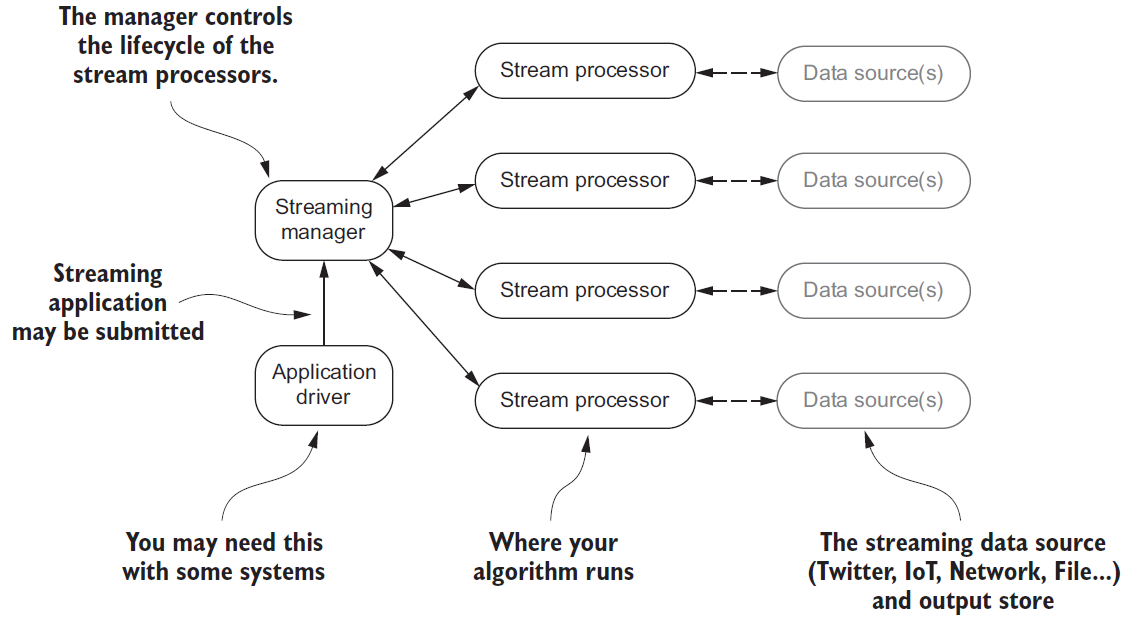 The manager controls
the lifecycle of the
stream processors.
Stream processor
Data source(s)
Stream processor
Data source(s)
Streaming
manager
Stream processor
Data source(s)
Streaming
application
may be submitted
Application
driver
Stream processor
Data source(s)
You may need this
with some systems
Where your
algorithm runs
The streaming data source
(Twitter, IoT, Network, File...)
and output store